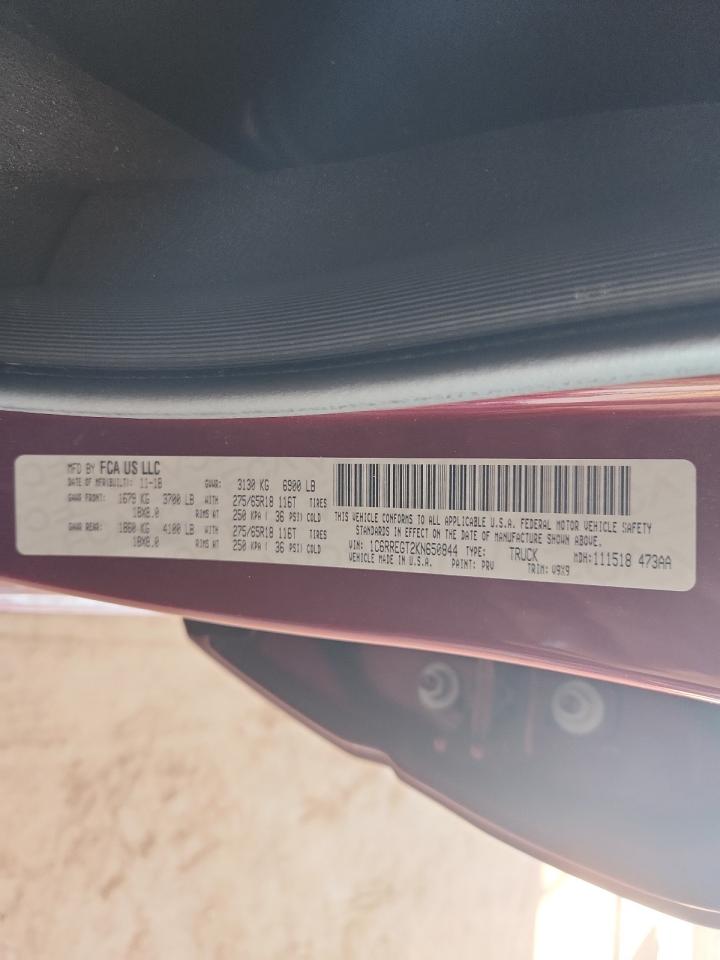 MFD BY FCA US LLC
DATE OF MFR(BUILT): 11-18 GVWR: 3130 KG 6900 LB
GAWR FRONT: 1679 KG 3700 LB WITH 275/65R18 116T TIRES
18X8.0 RIMS AT 250 KPA ( 36 PSI) COLD
GAWR REAR: 1860 KG 4100 LB WITH 275/65R18 116T TIRES
18X8.0 RIMS AT 250 KPA ( 36 PSI) COLD
THIS VEHICLE CONFORMS TO ALL APPLICABLE U.S.A. FEDERAL MOTOR VEHICLE SAFETY
STANDARDS IN EFFECT ON THE DATE OF MANUFACTURE SHOWN ABOVE.
VIN: 1C6RREGT2KN650844 TYPE: TRUCK MDH: 111518 473AA
VEHICLE MADE IN U.S.A. PAINT: PRV TRIM: V9X9